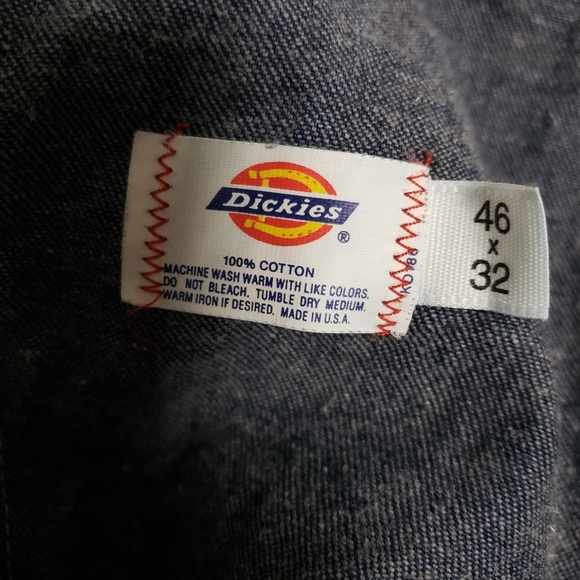 Dickies
®
100% COTTON
MACHINE WASH WARM WITH LIKE COLORS.
DO NOT BLEACH. TUMBLE DRY MEDIUM.
WARM IRON IF DESIRED. MADE IN U.S.A.
46
x
32